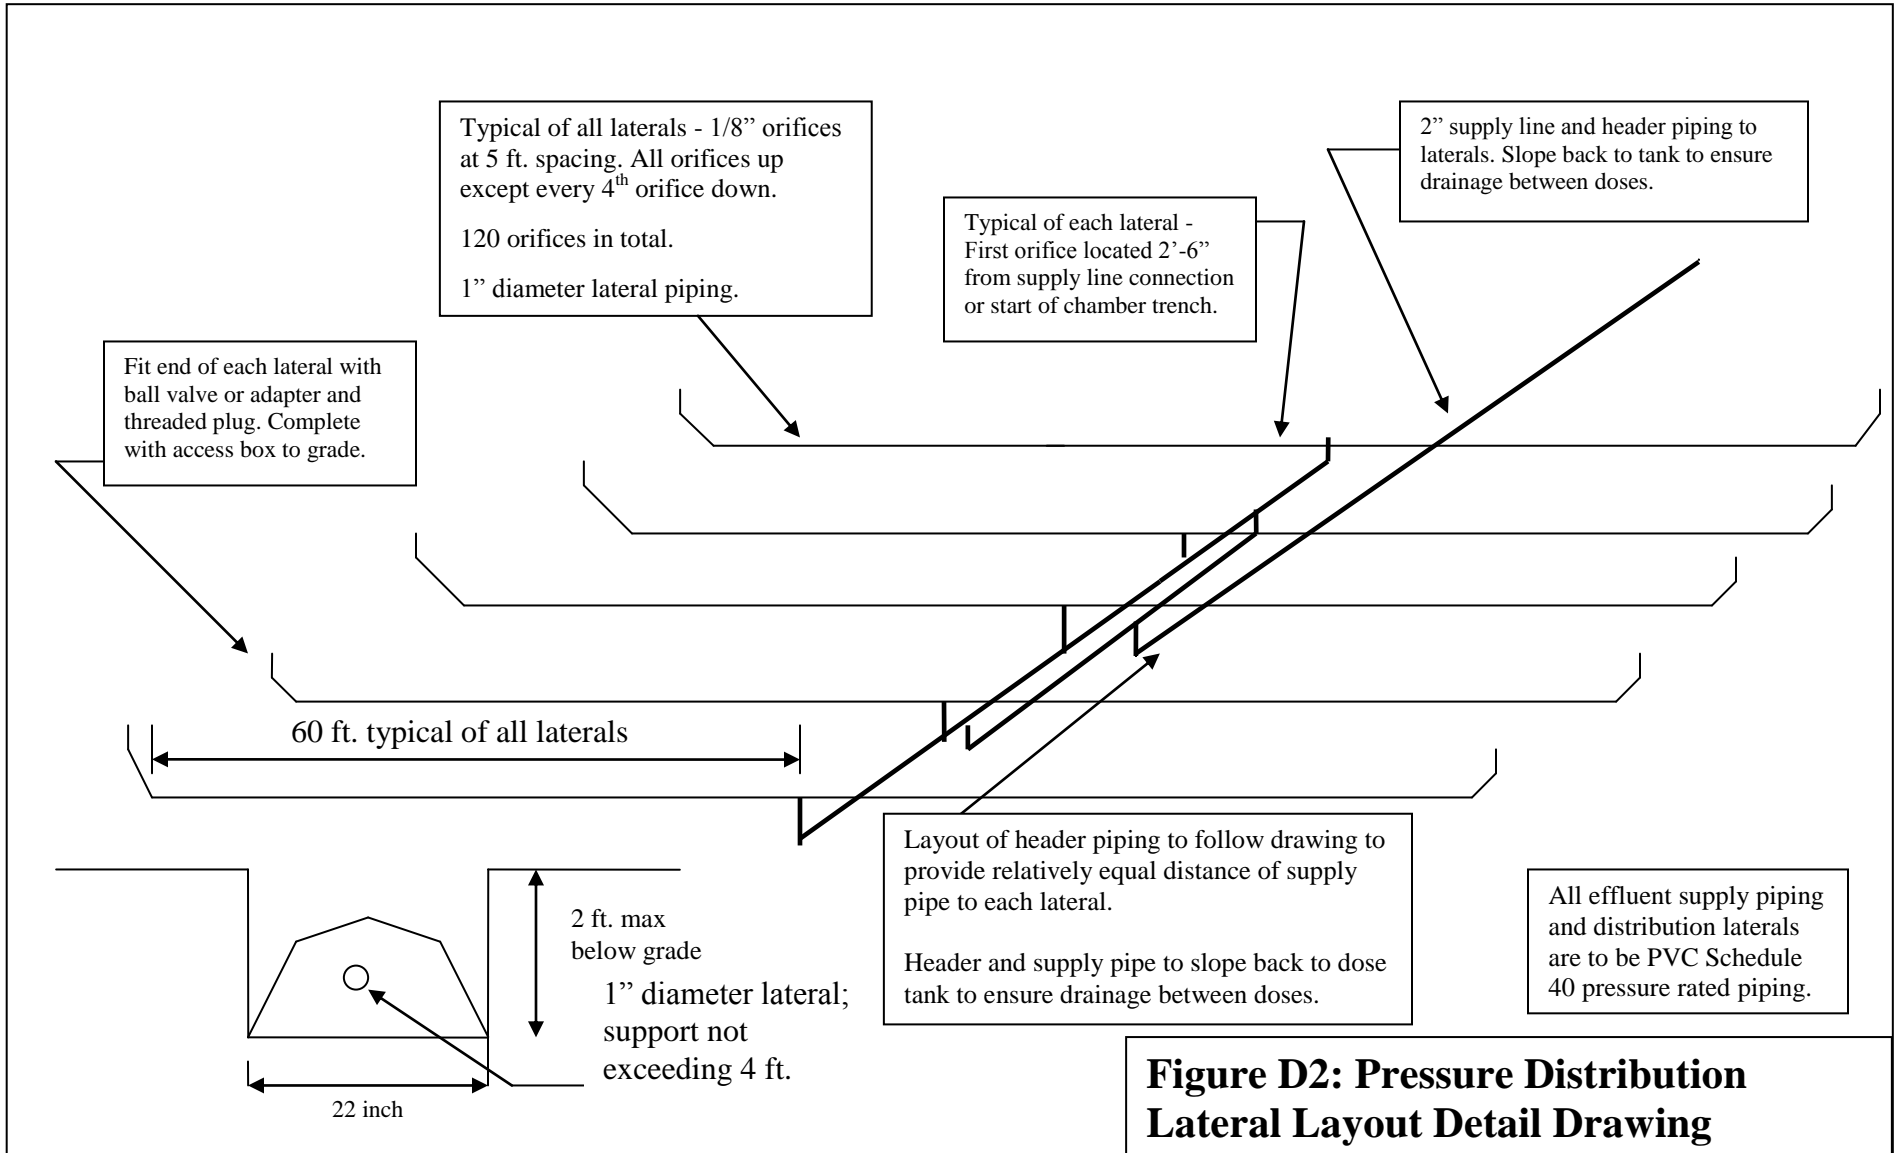 Typical of all laterals - 1/8” orifices
at 5 ft. spacing. All orifices up
except every 4th orifice down.
120 orifices in total.
1” diameter lateral piping.
2” supply line and header piping to
laterals. Slope back to tank to ensure
drainage between doses.
Typical of each lateral -
First orifice located 2’-6”
from supply line connection
or start of chamber trench.
Fit end of each lateral with
ball valve or adapter and
threaded plug. Complete
with access box to grade.
60 ft. typical of all laterals
Layout of header piping to follow drawing to
provide relatively equal distance of supply
pipe to each lateral.
Header and supply pipe to slope back to dose
tank to ensure drainage between doses.
All effluent supply piping
and distribution laterals
are to be PVC Schedule
40 pressure rated piping.
2 ft. max
below grade
1” diameter lateral;
support not
exceeding 4 ft.
22 inch
Figure D2: Pressure Distribution
Lateral Layout Detail Drawing